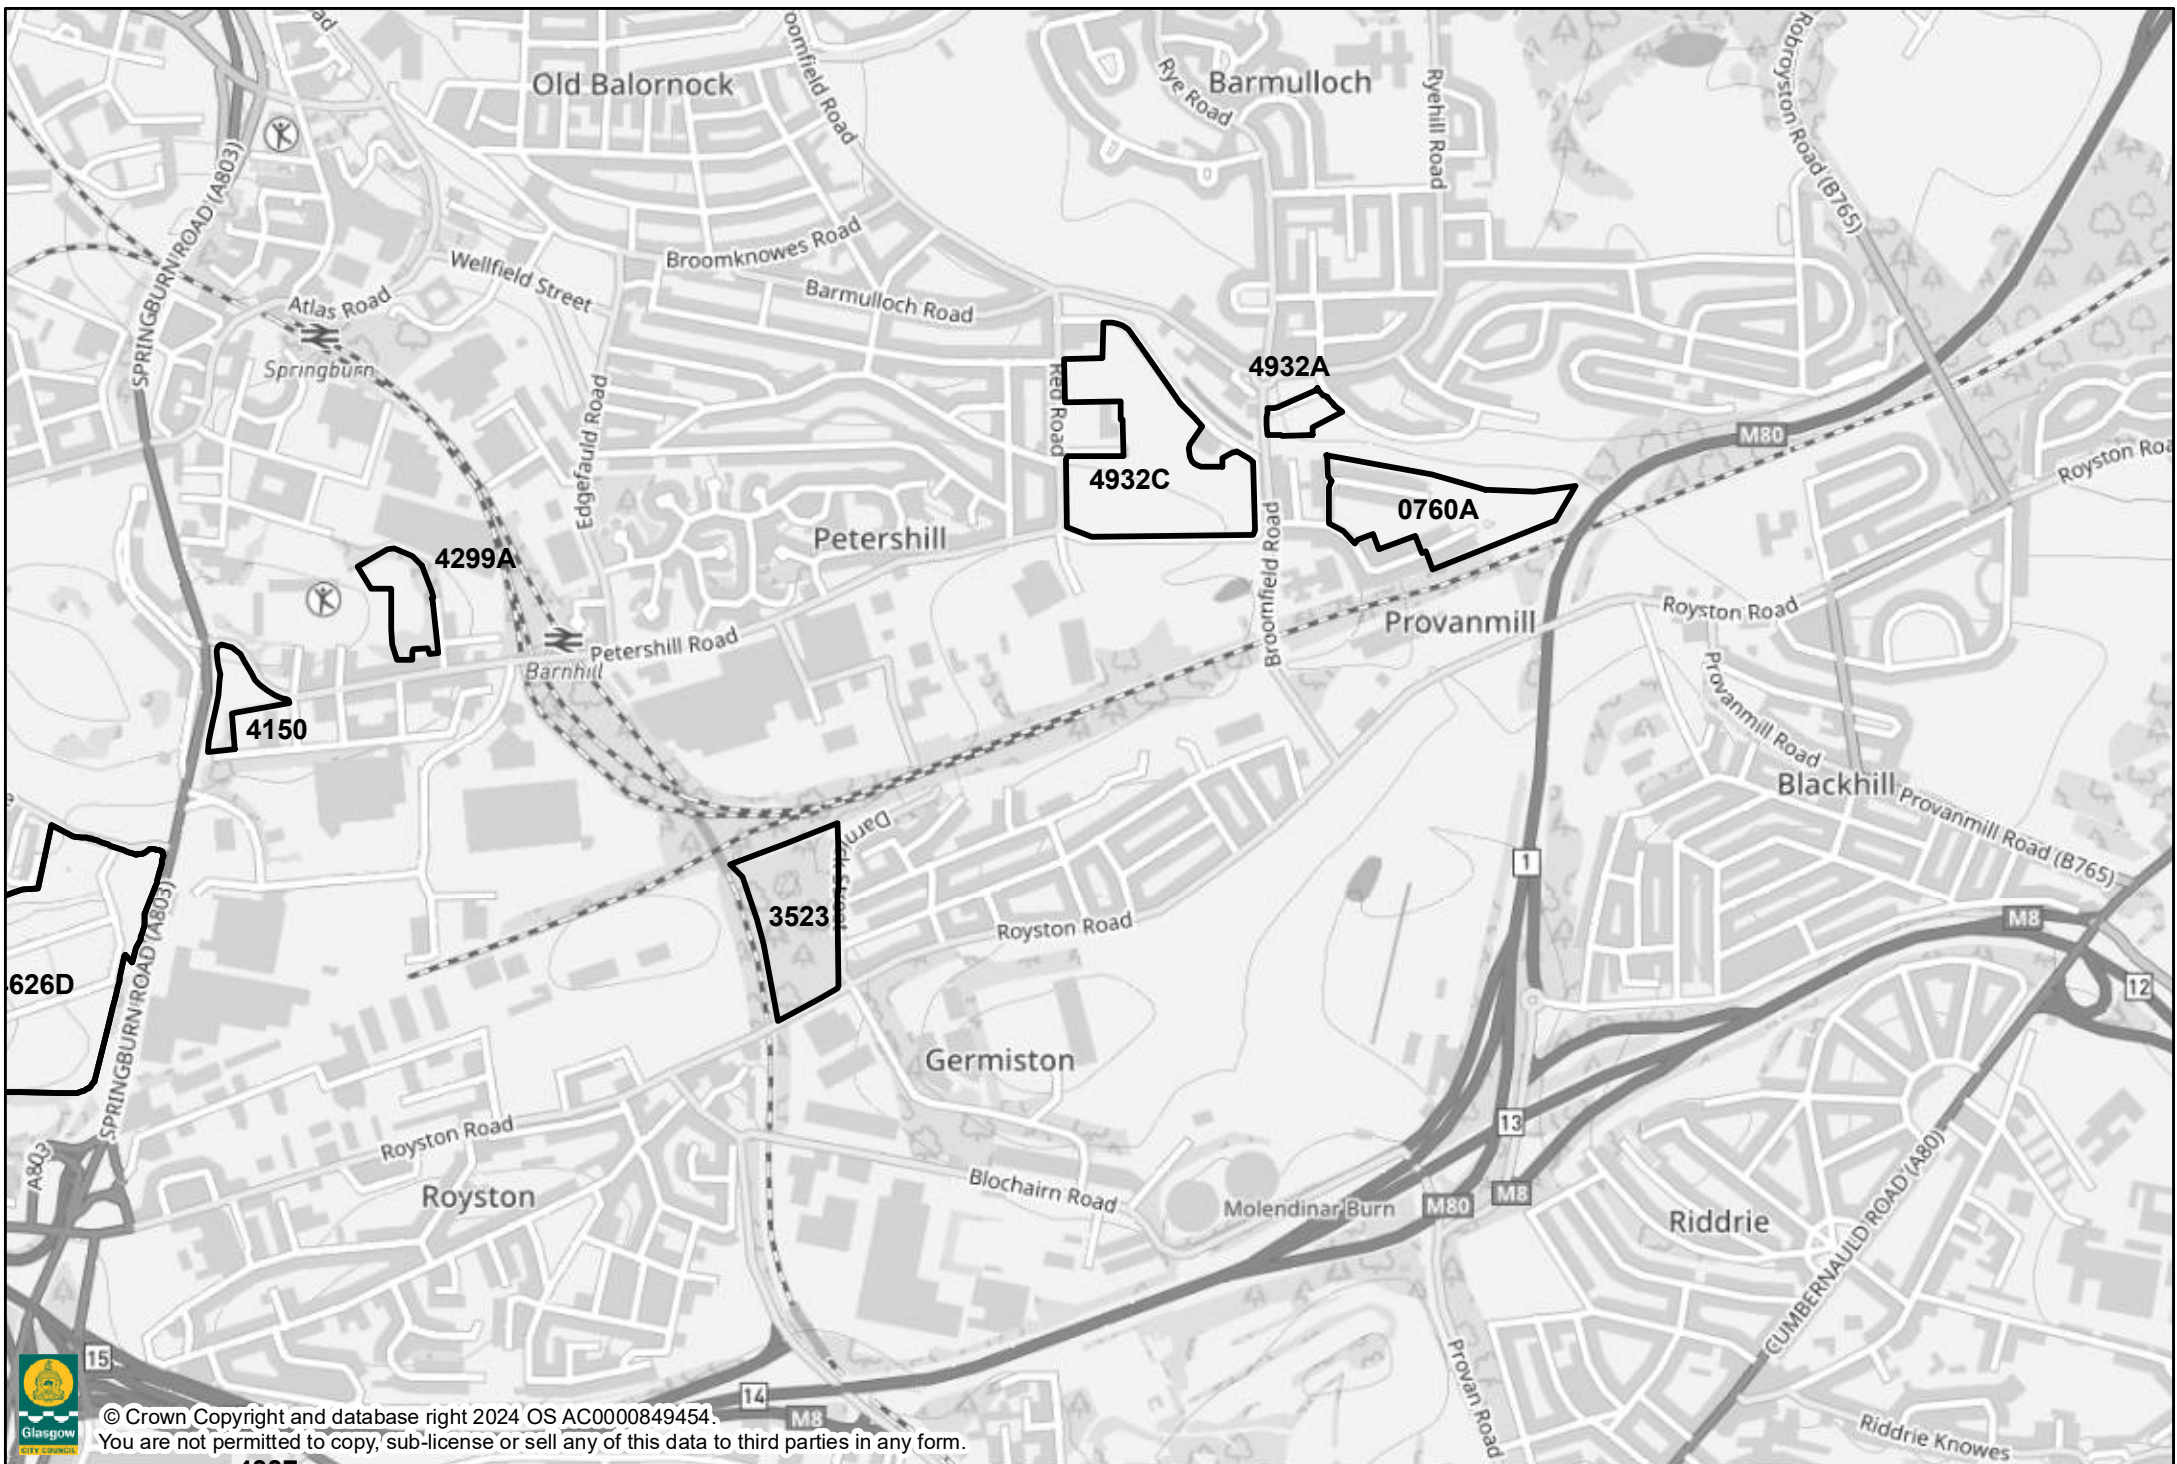 Old Balornock
Barmulloch
Rye Road
Ryehill Road
Robroyston Road (B765)
SPRINGBURN ROAD (A803)
Broomknowes Road
Wellfield Street
Barmulloch Road
Atlas Road
Springburn
Red Road
4932A
Edgefauld Road
M80
4932C
0760A
Petershill
4299A
Broomfield Road
Provanmill
Royston Road
Petershill Road
Barnhill
4150
Provanmill Road
Blackhill
Provanmill Road (B765)
Darnick Street
1
3523
Royston Road
M8
12
626D
SPRINGBURN ROAD (A803)
Germiston
13
A803
Royston Road
Royston
Blochairn Road
Molendinar Burn
M80
M8
Riddrie
CUMBERNAULD ROAD (A80)
Provan Road
15
14
M8
Riddrie Knowes
Glasgow
CITY COUNCIL
© Crown Copyright and database right 2024 OS AC0000849454.
You are not permitted to copy, sub-license or sell any of this data to third parties in any form.